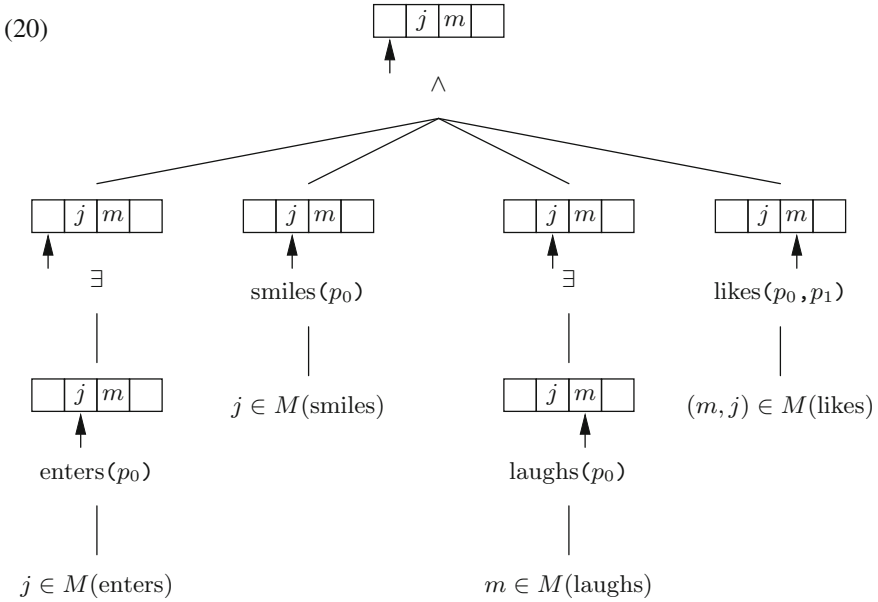 (20)
j m
∧
j m j m j m j m
∃ smiles(p₀) ∃ likes(p₀,p₁)
j m j ∈ M(smiles) j m (m, j) ∈ M(likes)
enters(p₀) laughs(p₀)
j ∈ M(enters) m ∈ M(laughs)